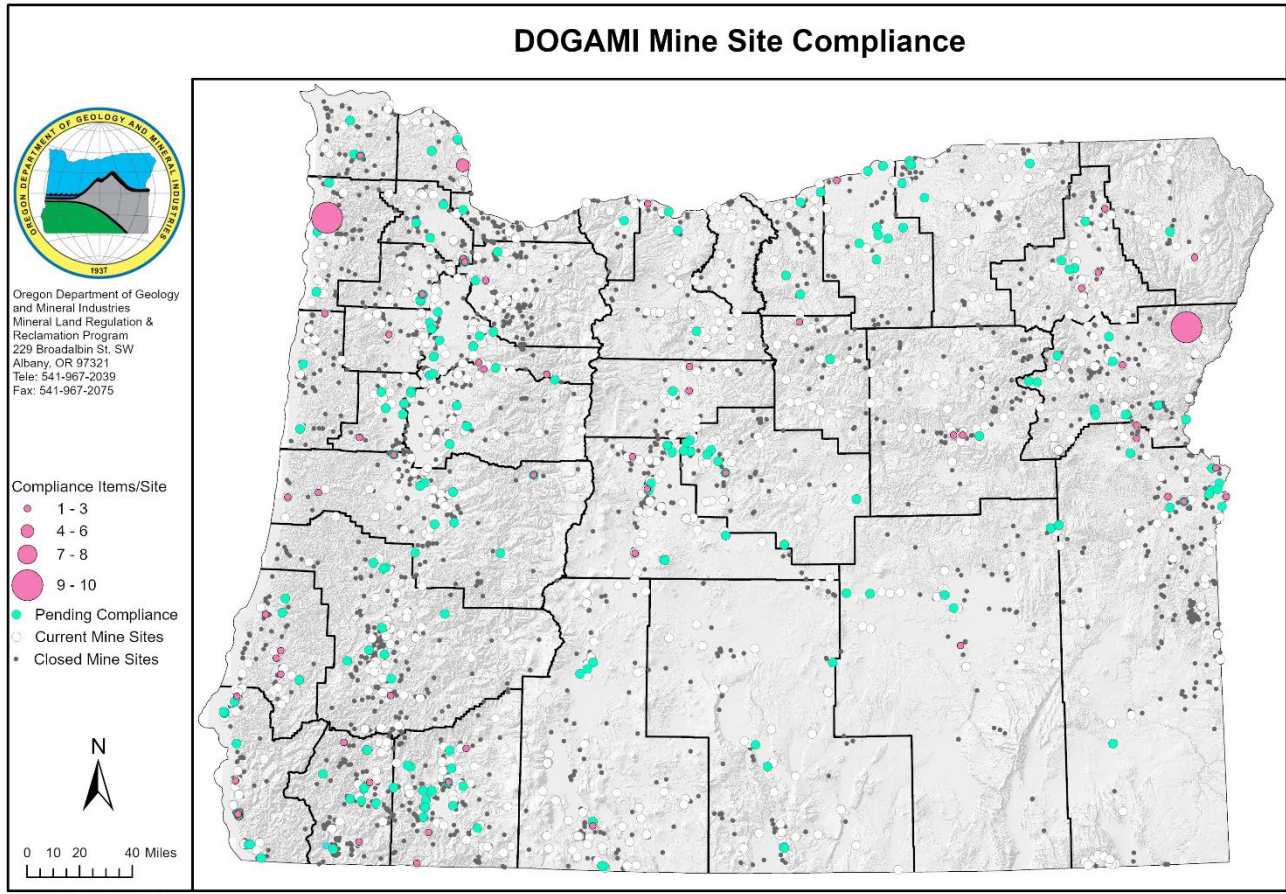 DOGAMI Mine Site Compliance
OREGON DEPARTMENT OF GEOLOGY AND MINERAL INDUSTRIES
1937
Oregon Department of Geology
and Mineral Industries
Mineral Land Regulation &
Reclamation Program
229 Broadalbin St. SW
Albany, OR 97321
Tele: 541-967-2039
Fax: 541-967-2075
Compliance Items/Site
1 - 3
4 - 6
7 - 8
9 - 10
Pending Compliance
Current Mine Sites
Closed Mine Sites
N
0 10 20 40 Miles